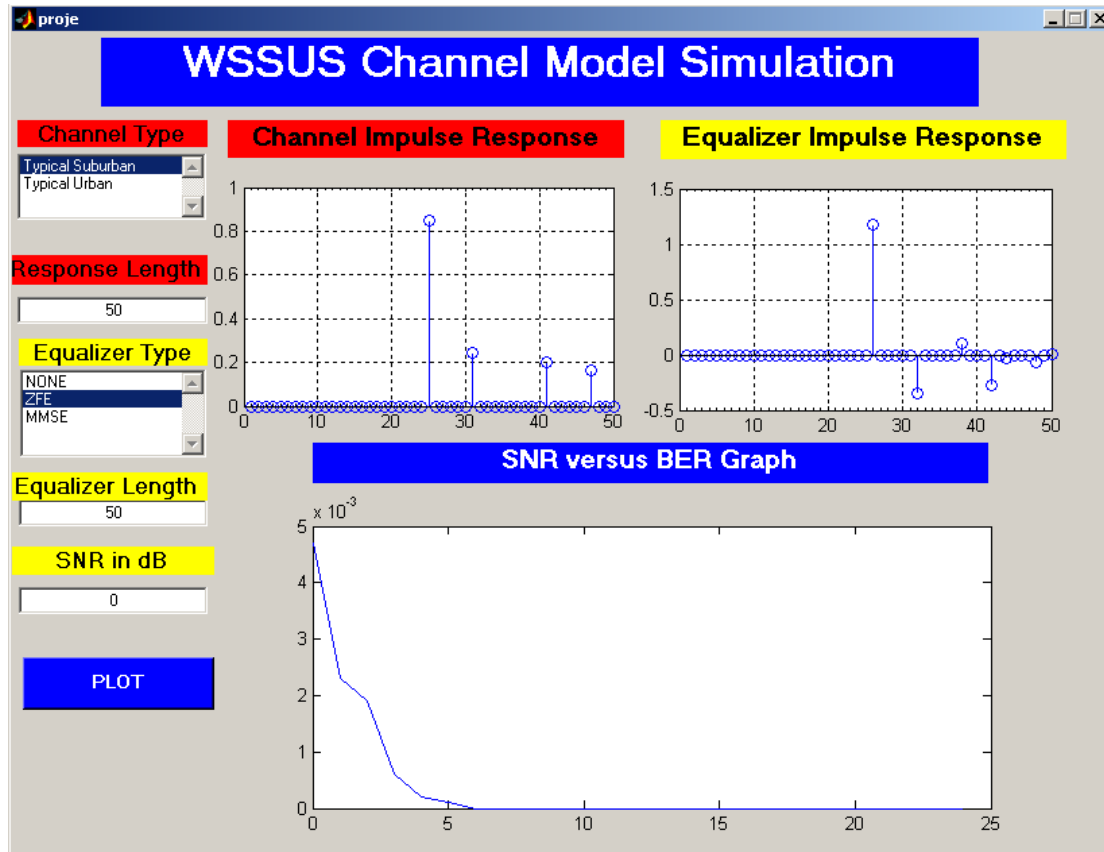 proje
WSSUS Channel Model Simulation
Channel Type
Typical Suburban
Typical Urban
Response Length
50
Equalizer Type
NONE
ZFE
MMSE
Equalizer Length
50
SNR in dB
0
PLOT
Channel Impulse Response
1
0.8
0.6
0.4
0.2
0
0 10 20 30 40 50
Equalizer Impulse Response
1.5
1
0.5
0
-0.5
0 10 20 30 40 50
SNR versus BER Graph
x 10^-3
5
4
3
2
1
0
0 5 10 15 20 25